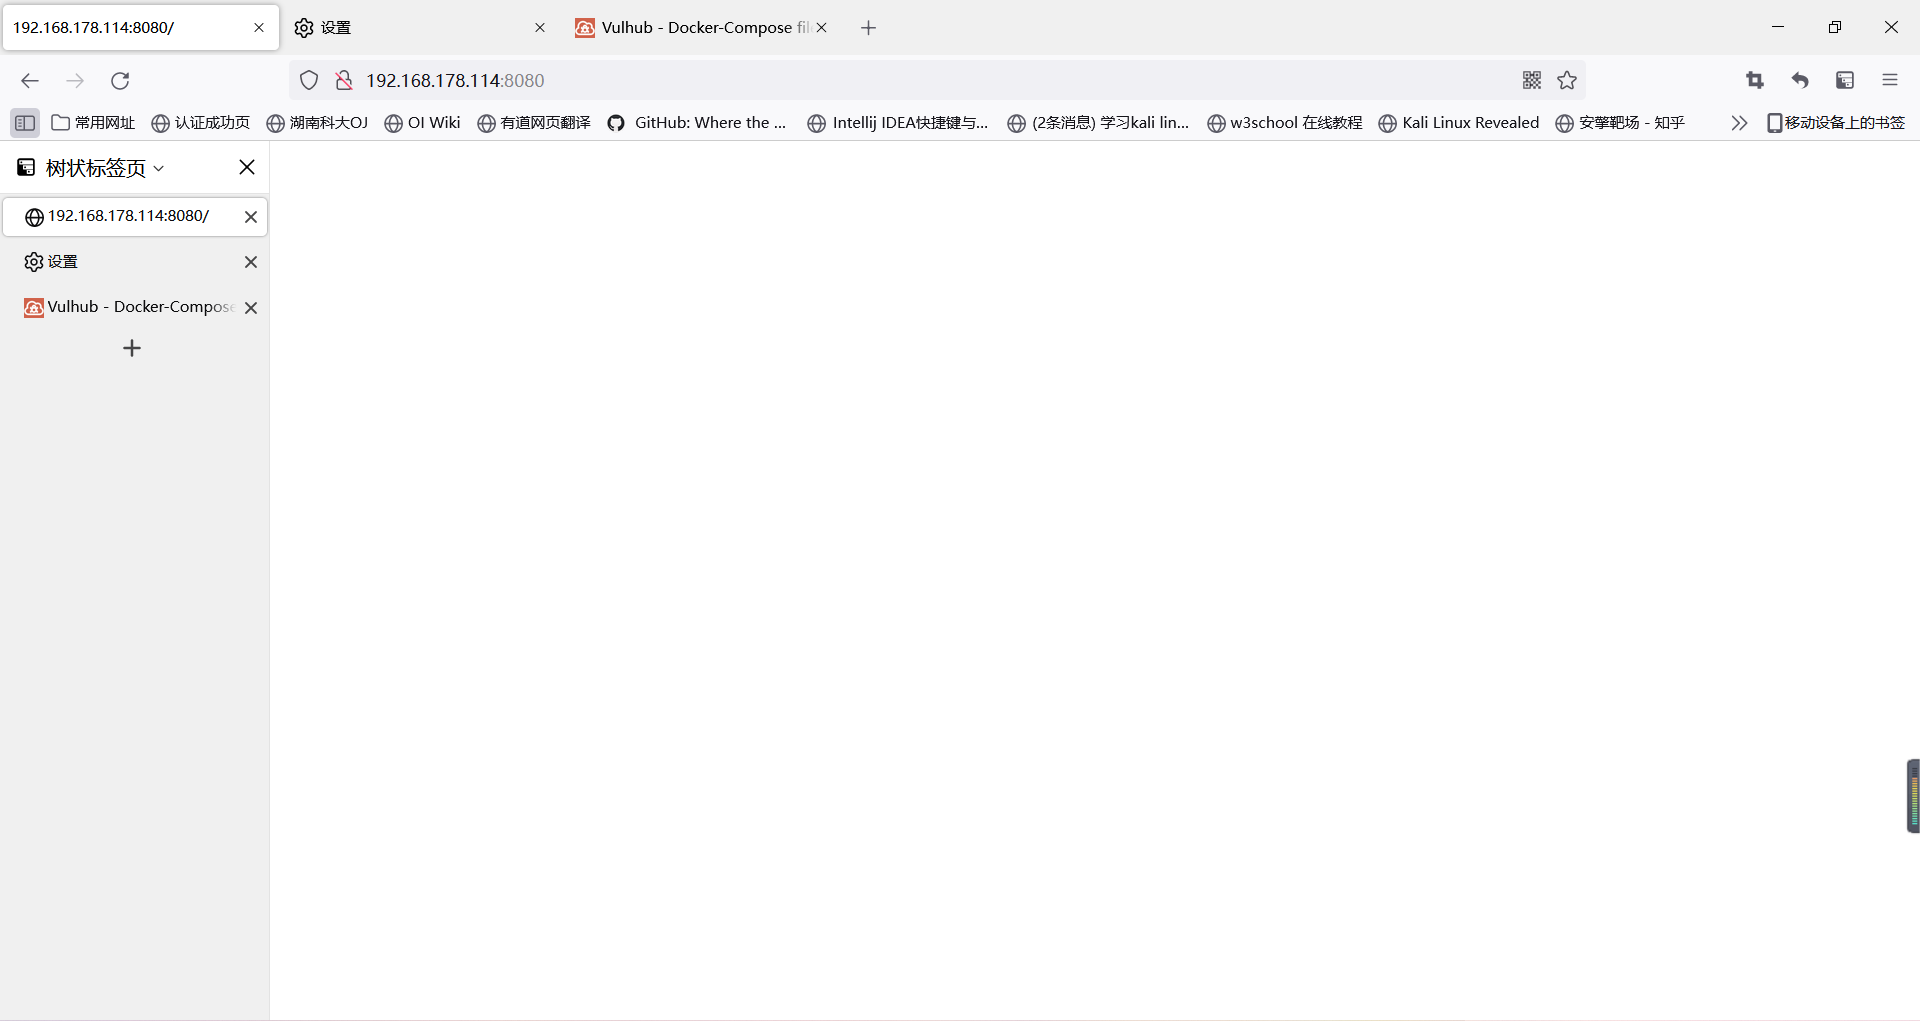 192.168.178.114:8080/
设置
Vulhub - Docker-Compose fil
192.168.178.114:8080
常用网址
认证成功页
湖南科大OJ
OI Wiki
有道网页翻译
GitHub: Where the ...
Intellij IDEA快捷键与...
(2条消息) 学习kali lin...
w3school 在线教程
Kali Linux Revealed
安擎靶场 - 知乎
移动设备上的书签
树状标签页
192.168.178.114:8080/
设置
Vulhub - Docker-Compose